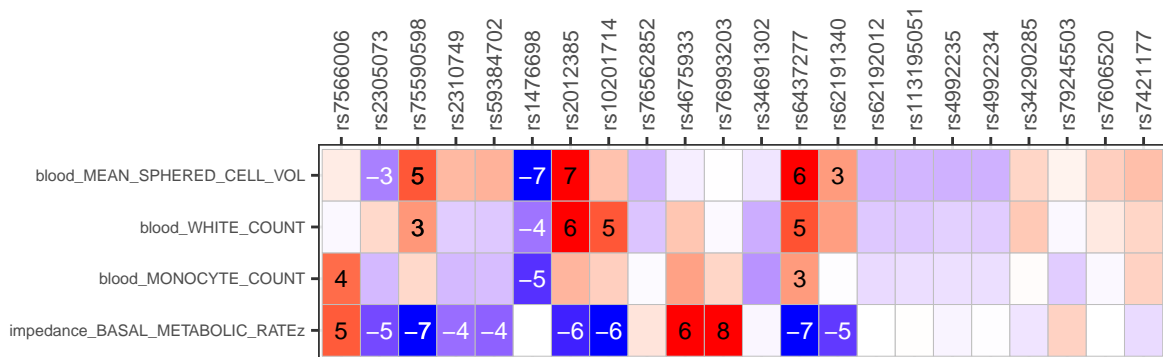 rs7566006 rs2305073 rs75590598 rs2310749 rs59384702 rs1476698 rs2012385 rs10201714 rs76562852 rs4675933 rs76993203 rs34691302 rs6437277 rs62191340 rs62192012 rs113195051 rs4992235 rs4992234 rs34290285 rs79245503 rs7606520 rs7421177
blood_MEAN_SPHERED_CELL_VOL −3 5 −7 7 6 3
blood_WHITE_COUNT 3 −4 6 5 5
blood_MONOCYTE_COUNT 4 −5 3
impedance_BASAL_METABOLIC_RATEz 5 −5 −7 −4 −4 −6 −6 6 8 −7 −5